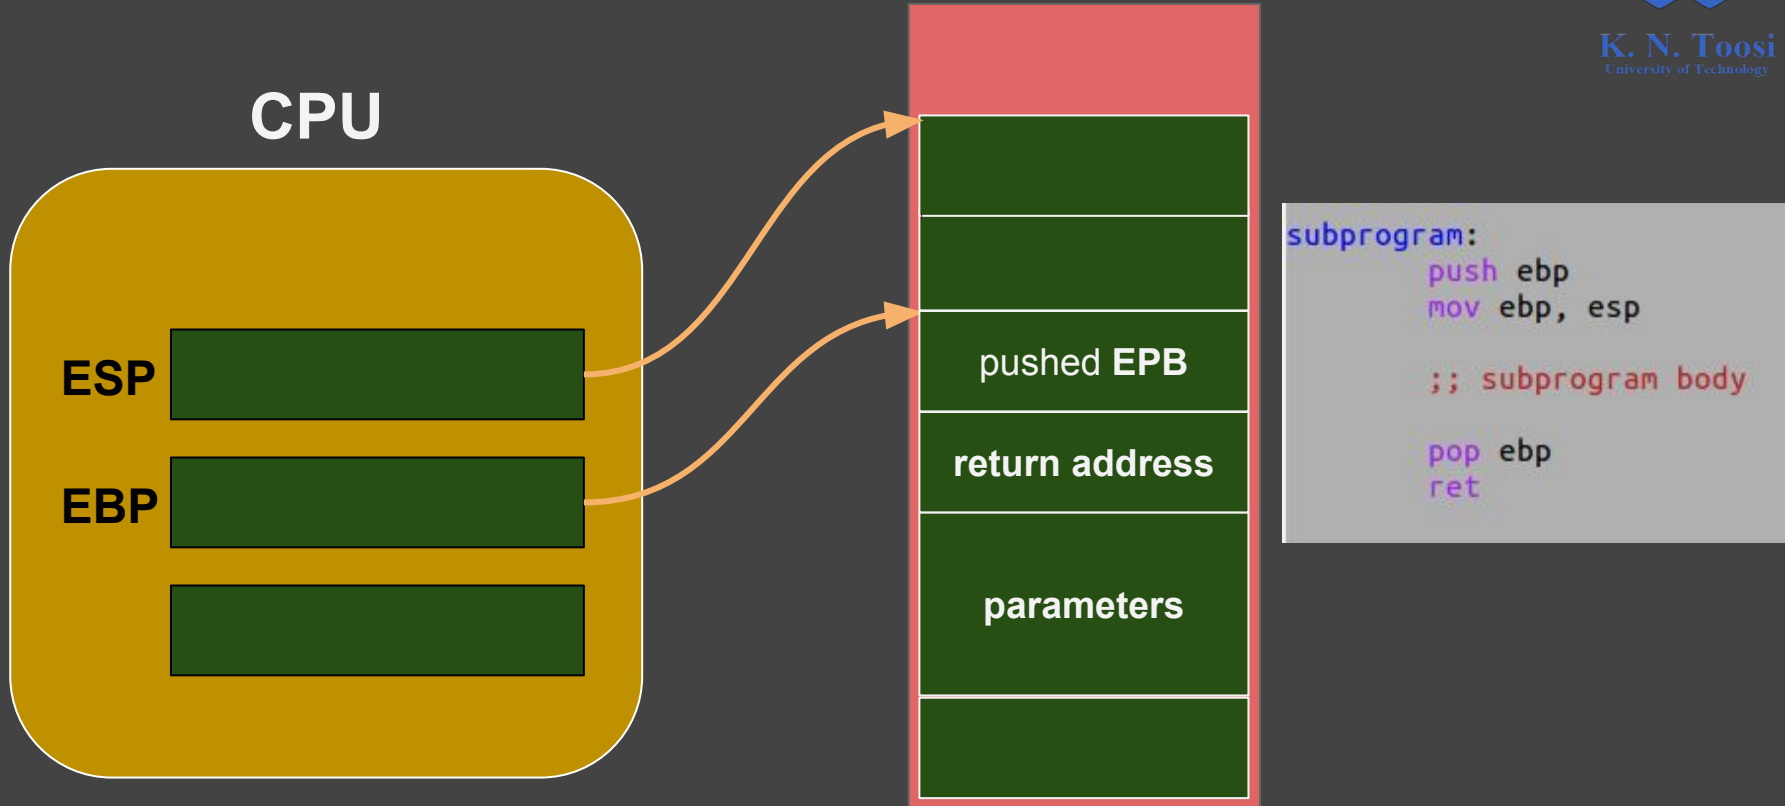 K. N. Toosi
University of Technology
CPU
ESP
EBP
pushed EPB
return address
parameters
subprogram:
push ebp
mov ebp, esp
;; subprogram body
pop ebp
ret